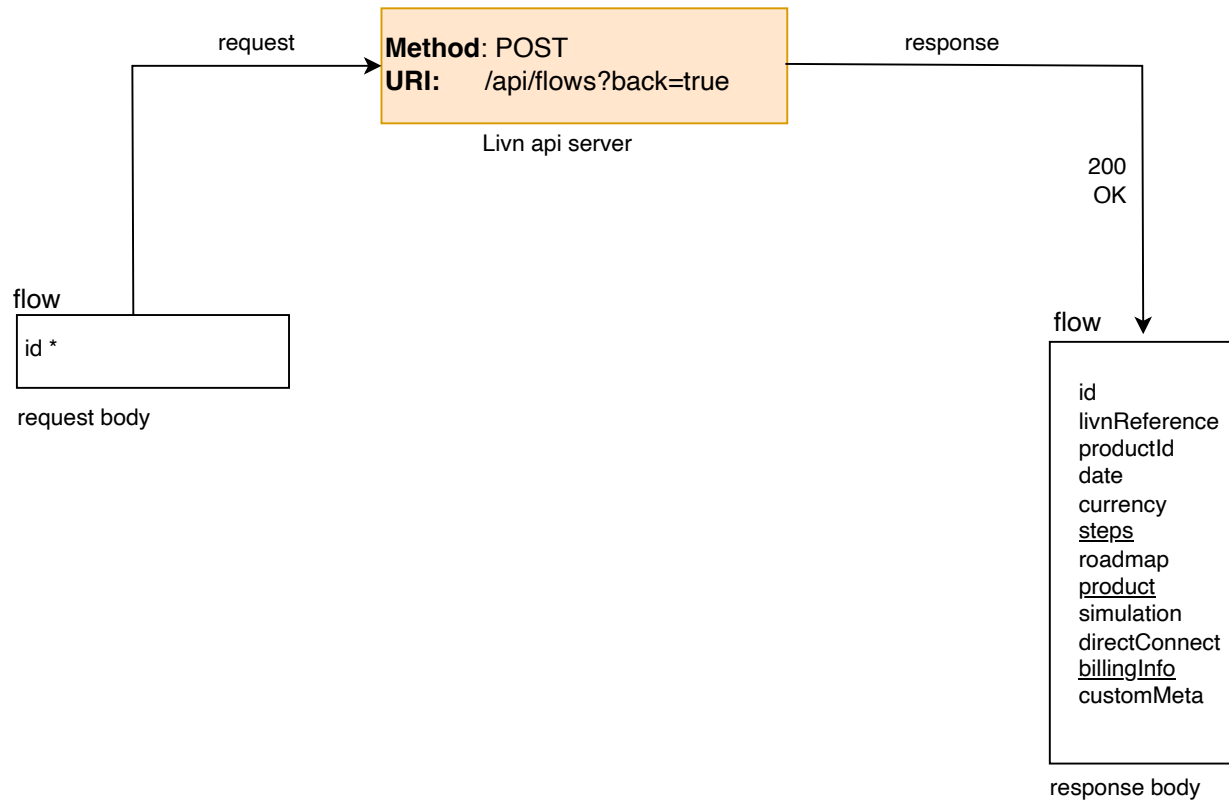 request
Method: POST
URI: /api/flows?back=true
response
Livn api server
200
OK
flow
id *
request body
flow
id
livnReference
productId
date
currency
steps
roadmap
product
simulation
directConnect
billingInfo
customMeta
response body